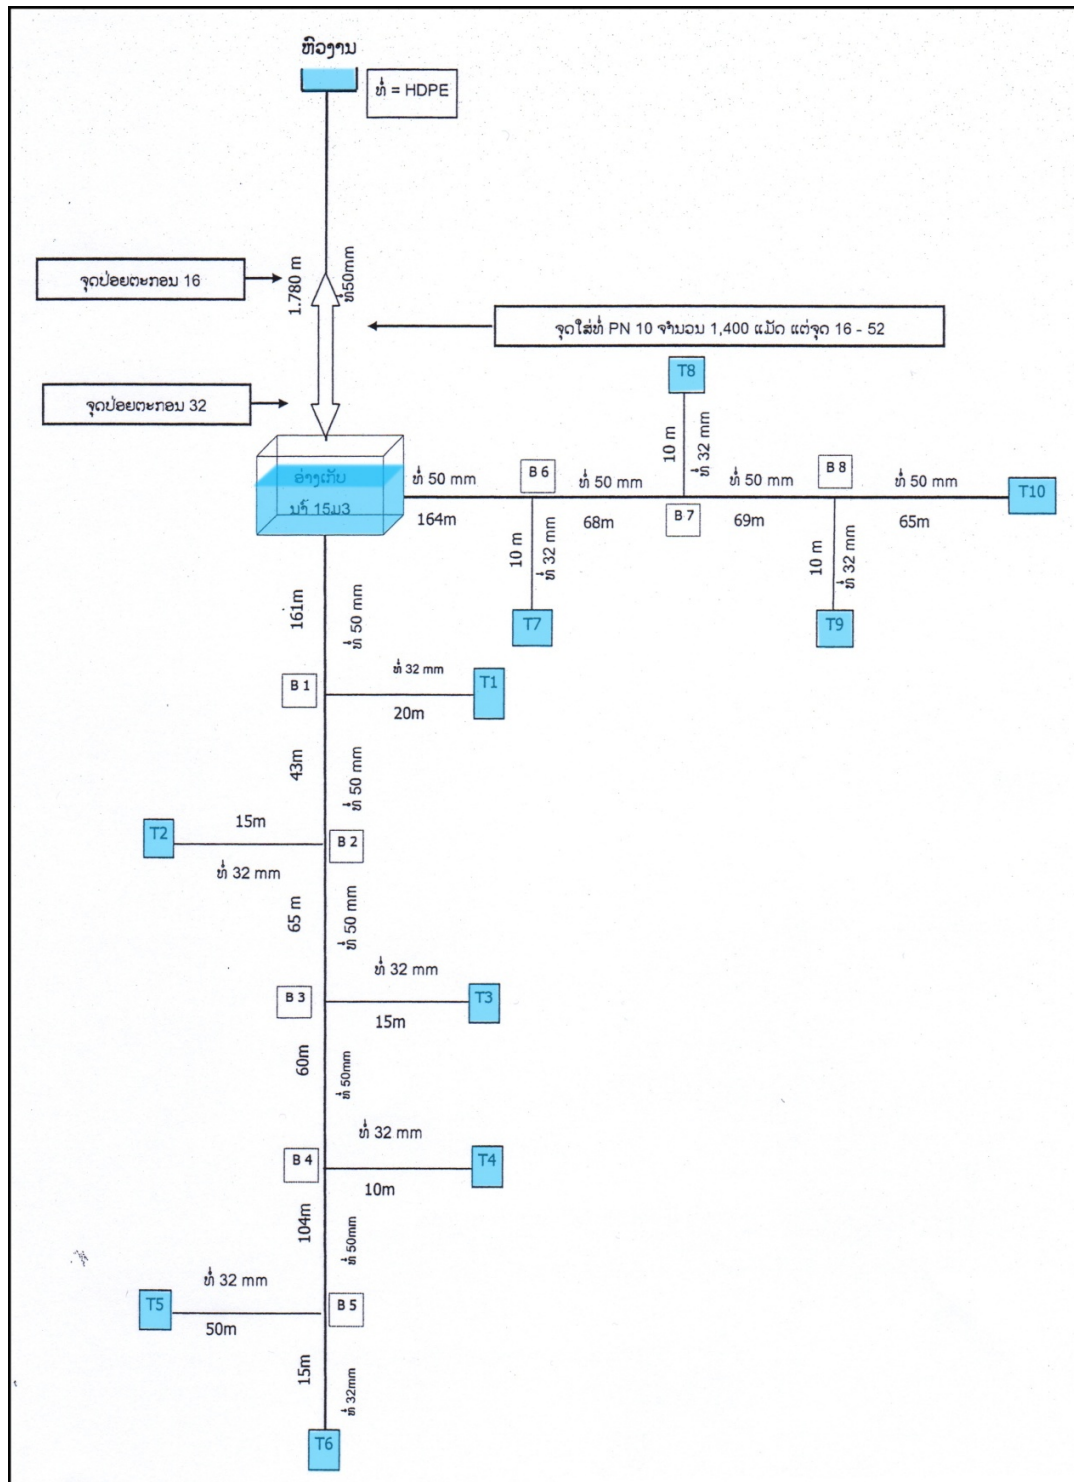 ຫົວງານ
ທໍ່ = HDPE
ຈຸດປ່ອຍຕະກອນ 16
1.780 m
ທໍ່50mm
ຈຸດໃສ່ທໍ່ PN 10 ຈຳນວນ 1,400 ແມັດ ແຕ່ຈຸດ 16 - 52
ຈຸດປ່ອຍຕະກອນ 32
T8
10 m
ທໍ່ 32 mm
ອ່າງເກັບ
ນ້ຳ 15ມ3
ທໍ່ 50 mm
164m
B 6
ທໍ່ 50 mm
68m
B 7
ທໍ່ 50 mm
69m
B 8
ທໍ່ 50 mm
65m
T10
10 m
ທໍ່ 32 mm
T7
10 m
ທໍ່ 32 mm
T9
161m
ທໍ່ 50 mm
B 1
ທໍ່ 32 mm
20m
T1
43m
ທໍ່ 50 mm
T2
15m
ທໍ່ 32 mm
B 2
65 m
ທໍ່ 50 mm
B 3
ທໍ່ 32 mm
15m
T3
60m
ທໍ່ 50mm
B 4
ທໍ່ 32 mm
10m
T4
104m
ທໍ່ 50mm
T5
ທໍ່ 32 mm
50m
B 5
15m
ທໍ່ 32mm
T6